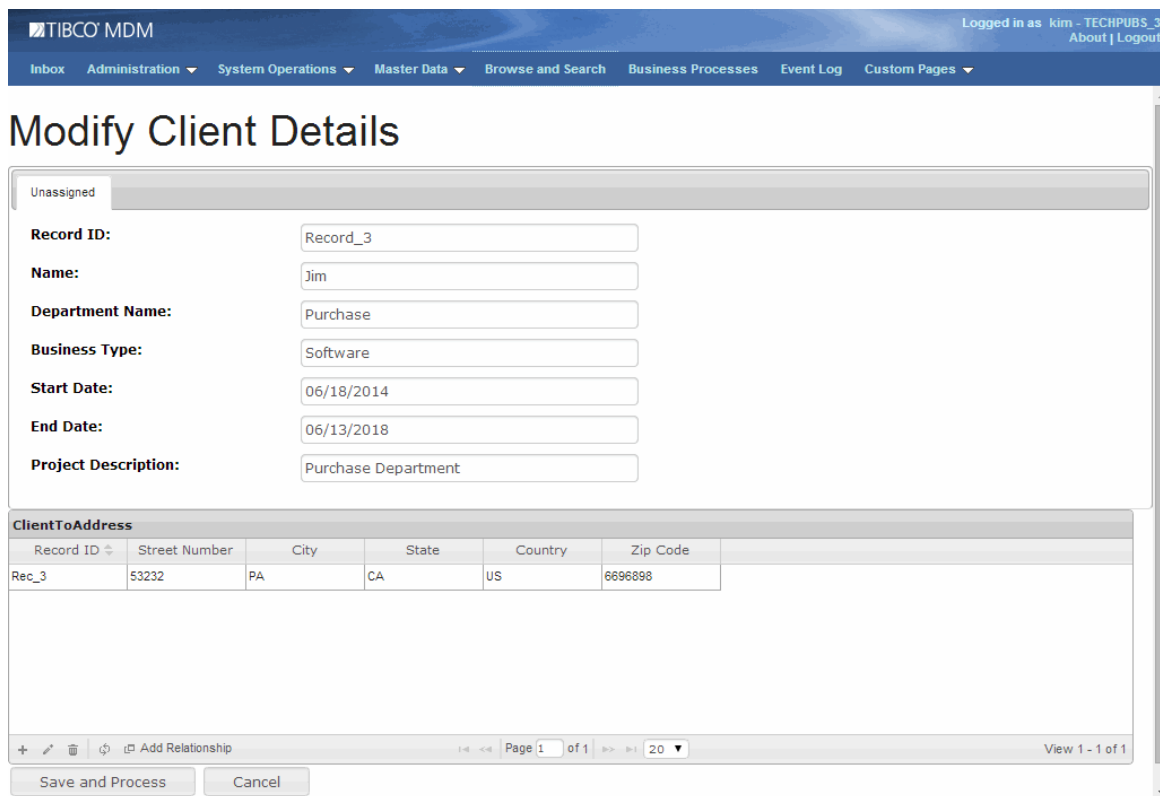 TIBCO® MDM
Logged in as kim - TECHPUBS_3
About | Logout
Inbox Administration System Operations Master Data Browse and Search Business Processes Event Log Custom Pages
Modify Client Details
Unassigned
Record ID: Record_3
Name: Jim
Department Name: Purchase
Business Type: Software
Start Date: 06/18/2014
End Date: 06/13/2018
Project Description: Purchase Department
ClientToAddress
Record ID Street Number City State Country Zip Code
Rec_3 53232 PA CA US 6696898
Add Relationship Page 1 of 1 20 View 1 - 1 of 1
Save and Process Cancel